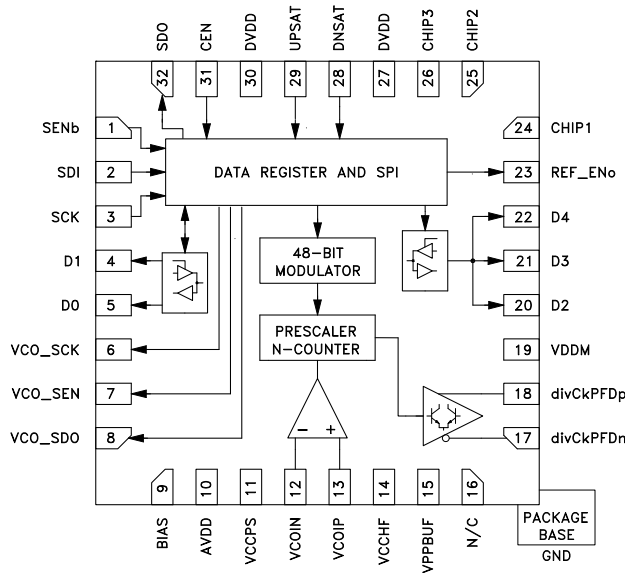 SDO
CEN
DVDD
UPSAT
DNSAT
DVDD
CHIP3
CHIP2
32
31
30
29
28
27
26
25
SENb
1
24
CHIP1
SDI
2
DATA REGISTER AND SPI
23
REF_ENo
SCK
3
22
D4
D1
4
48-BIT
MODULATOR
21
D3
D0
5
20
D2
PRESCALER
N-COUNTER
VCO_SCK
6
19
VDDM
VCO_SEN
7
18
divCkPFDp
VCO_SDO
8
− +
17
divCkPFDn
9
10
11
12
13
14
15
16
BIAS
AVDD
VCCPS
VCOIN
VCOIP
VCCHF
VPPBUF
N/C
PACKAGE
BASE
GND